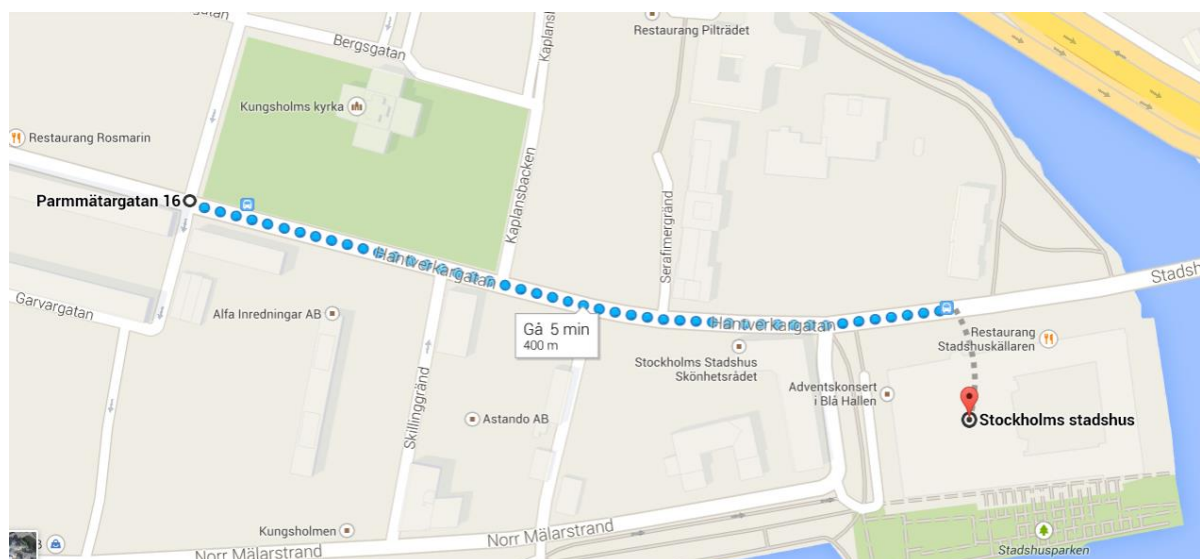 gatan
Restaurang Pilträdet
Bergsgatan
Kaplansb
Kungsholms kyrka
Restaurang Rosmarin
Kaplansbacken
Parmmätargatan 16
Serafimergränd
Hantverkargatan
Stadsh
Garvargatan
Alfa Inredningar AB
Gå 5 min
400 m
Hantverkargatan
Restaurang
Stadshuskällaren
Stockholms Stadshus
Skönhetsrådet
Adventskonsert
i Blå Hallen
Skillinggränd
Astando AB
Stockholms stadshus
Kungsholmen
Norr Mälarstrand
Norr Mälarstrand
Stadshusparken
B